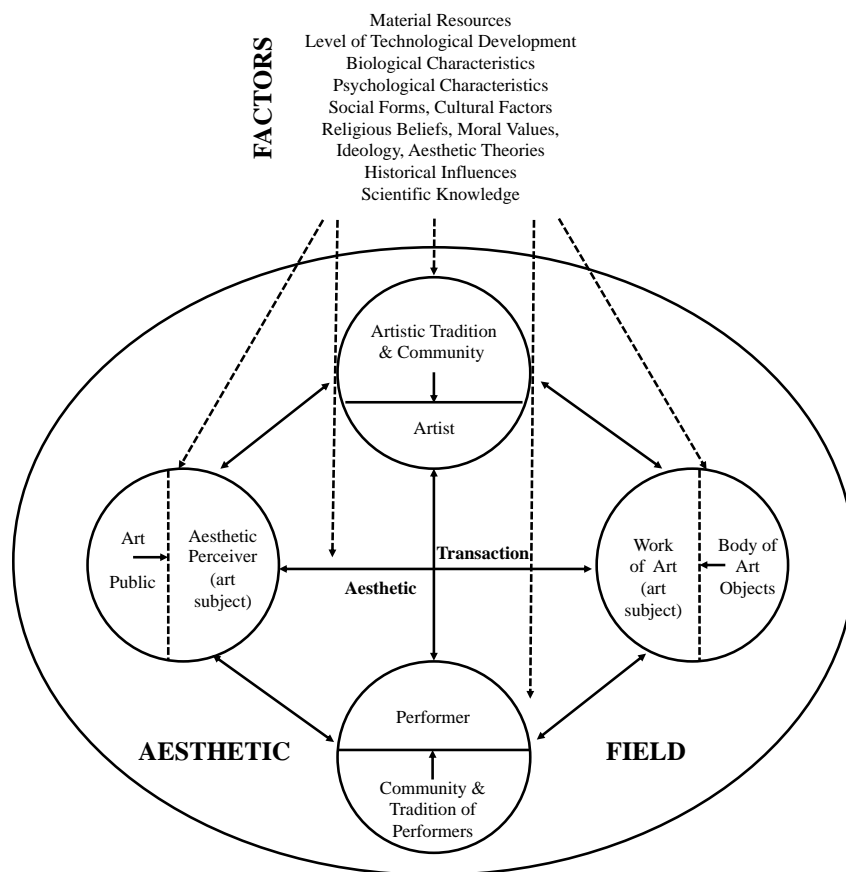 FACTORS
Material Resources
Level of Technological Development
Biological Characteristics
Psychological Characteristics
Social Forms, Cultural Factors
Religious Beliefs, Moral Values,
Ideology, Aesthetic Theories
Historical Influences
Scientific Knowledge
Artistic Tradition
& Community
Artist
Art
Public
Aesthetic
Perceiver
(art
subject)
Transaction
Aesthetic
Work
of Art
(art
subject)
Body of
Art
Objects
Performer
Community &
Tradition of
Performers
AESTHETIC
FIELD